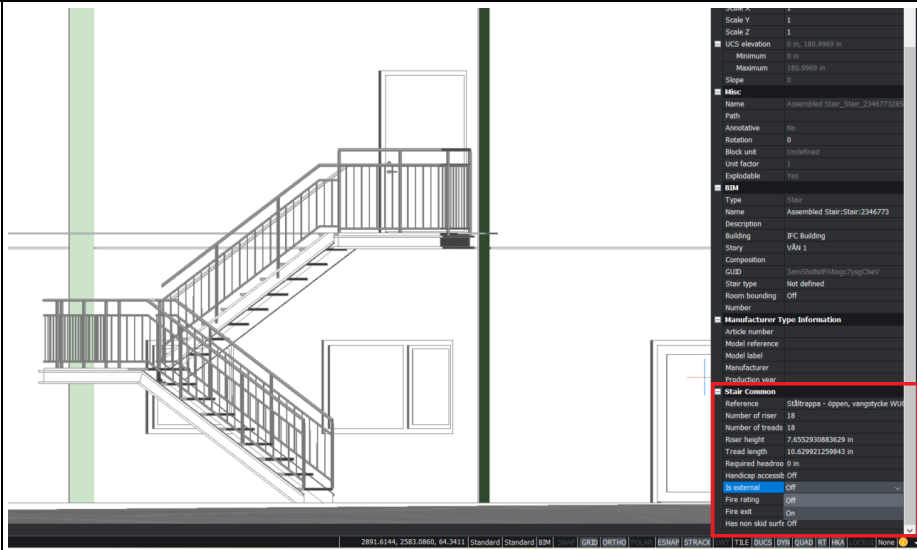 Scale X 1
Scale Y 1
Scale Z 1
UCS elevation 0 in, 180.9969 in
Minimum 0 in
Maximum 180.9969 in
Slope 0
Misc
Name Assembled Stair_Stair_2346773285
Path
Annotative No
Rotation 0
Block unit Undefined
Unit factor 1
Explodable Yes
BIM
Type Stair
Name Assembled Stair:Stair:2346773
Description
Building IFC Building
Story VÅN 1
Composition
GUID 3amSNdNdPANxgc7ysgCNeV
Stair type Not defined
Room bounding Off
Number
Manufacturer Type Information
Article number
Model reference
Model label
Manufacturer
Production year
Stair Common
Reference Ståltrappa - öppen, vangstycke WUO
Number of riser 18
Number of treads 18
Riser height 7.6552930883629 in
Tread length 10.629921259843 in
Required headroo 0 in
Handicap accessib Off
Is external Off
Fire rating Off
Fire exit On
Has non skid surfa Off
2891.6144, 2583.0860, 64.3411 Standard Standard BIM SNAP GRID ORTHO POLAR ESNAP STRACK LWT TILE DUCS DYN QUAD RT HKA LOCKUI None